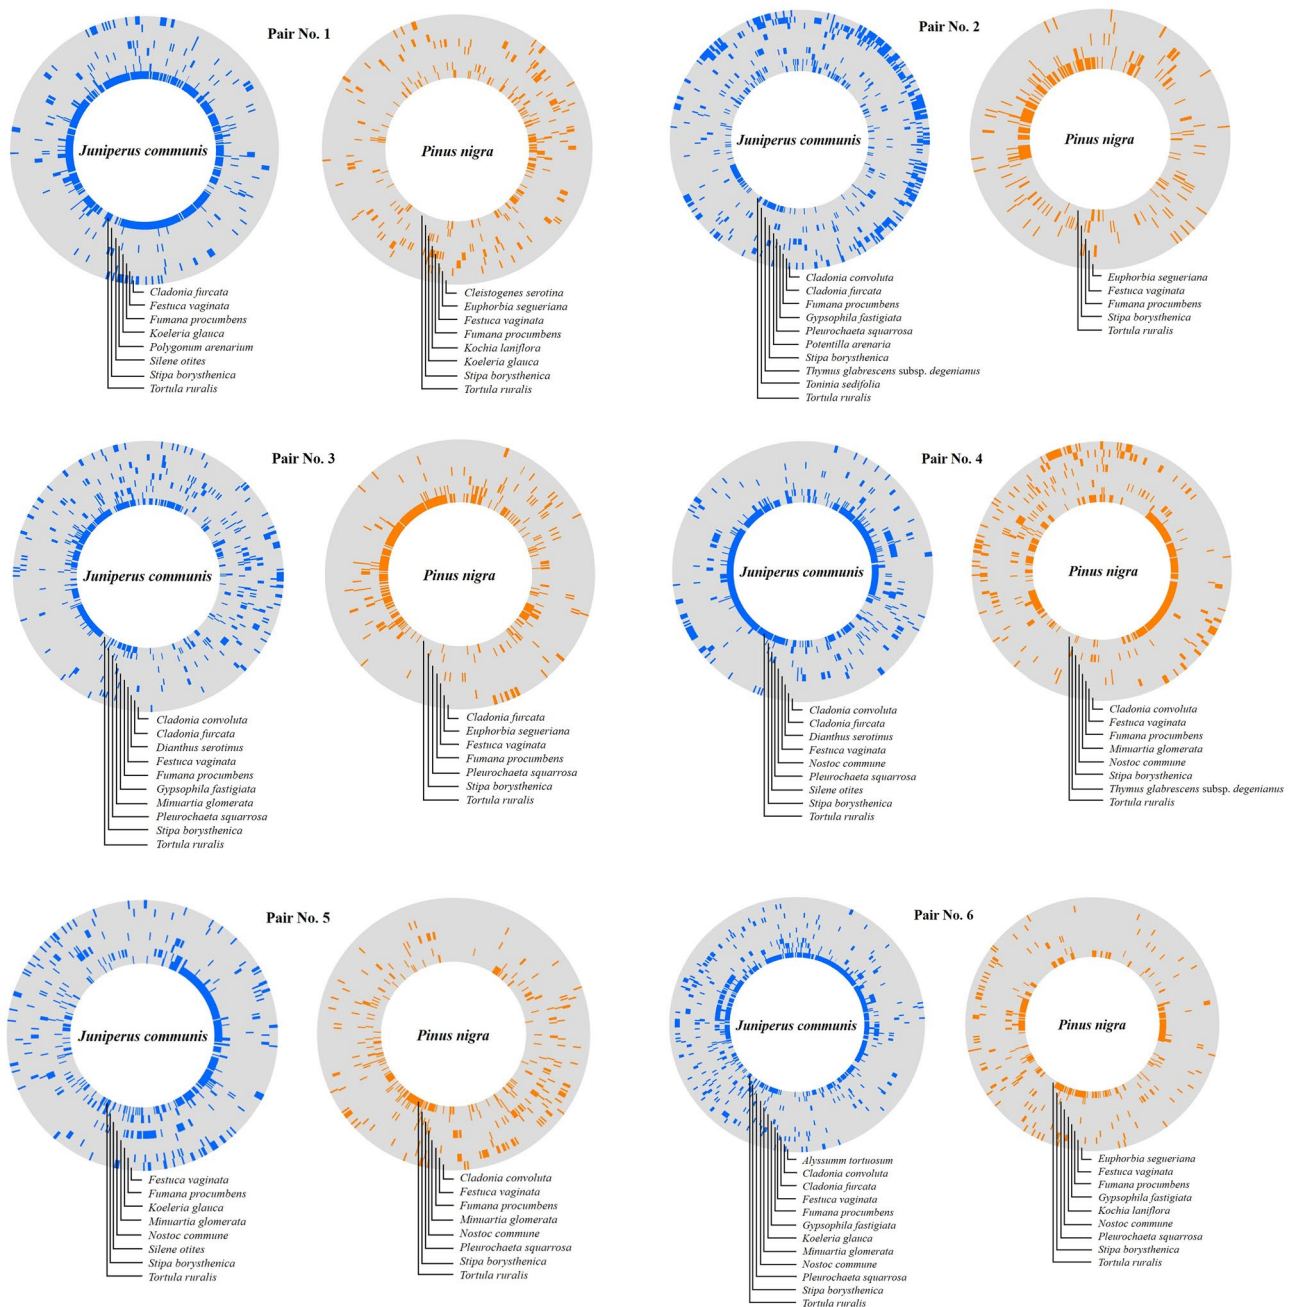 Pair No. 1
Juniperus communis
Pinus nigra
Cladonia furcata
Festuca vaginata
Fumana procumbens
Koeleria glauca
Polygonum arenarium
Silene otites
Stipa borysthenica
Tortula ruralis
Cleistogenes serotina
Euphorbia segueriana
Festuca vaginata
Fumana procumbens
Kochia laniflora
Koeleria glauca
Stipa borysthenica
Tortula ruralis
Pair No. 2
Juniperus communis
Pinus nigra
Cladonia convoluta
Cladonia furcata
Fumana procumbens
Gypsophila fastigiata
Pleurochaeta squarrosa
Potentilla arenaria
Stipa borysthenica
Thymus glabrescens subsp. degenianus
Toninia sedifolia
Tortula ruralis
Euphorbia segueriana
Festuca vaginata
Fumana procumbens
Stipa borysthenica
Tortula ruralis
Pair No. 3
Juniperus communis
Pinus nigra
Cladonia convoluta
Cladonia furcata
Dianthus serotinus
Festuca vaginata
Fumana procumbens
Gypsophila fastigiata
Minuartia glomerata
Pleurochaeta squarrosa
Stipa borysthenica
Tortula ruralis
Cladonia furcata
Euphorbia segueriana
Festuca vaginata
Fumana procumbens
Pleurochaeta squarrosa
Stipa borysthenica
Tortula ruralis
Pair No. 4
Juniperus communis
Pinus nigra
Cladonia convoluta
Cladonia furcata
Dianthus serotinus
Festuca vaginata
Nostoc commune
Pleurochaeta squarrosa
Silene otites
Stipa borysthenica
Tortula ruralis
Cladonia convoluta
Festuca vaginata
Fumana procumbens
Minuartia glomerata
Nostoc commune
Stipa borysthenica
Thymus glabrescens subsp. degenianus
Tortula ruralis
Pair No. 5
Juniperus communis
Pinus nigra
Festuca vaginata
Fumana procumbens
Koeleria glauca
Minuartia glomerata
Nostoc commune
Silene otites
Stipa borysthenica
Tortula ruralis
Cladonia convoluta
Festuca vaginata
Fumana procumbens
Minuartia glomerata
Nostoc commune
Pleurochaeta squarrosa
Stipa borysthenica
Tortula ruralis
Pair No. 6
Juniperus communis
Pinus nigra
Alyssumm tortuosum
Cladonia convoluta
Cladonia furcata
Festuca vaginata
Fumana procumbens
Gypsophila fastigiata
Koeleria glauca
Minuartia glomerata
Nostoc commune
Pleurochaeta squarrosa
Stipa borysthenica
Tortula ruralis
Euphorbia segueriana
Festuca vaginata
Fumana procumbens
Gypsophila fastigiata
Kochia laniflora
Nostoc commune
Pleurochaeta squarrosa
Stipa borysthenica
Tortula ruralis